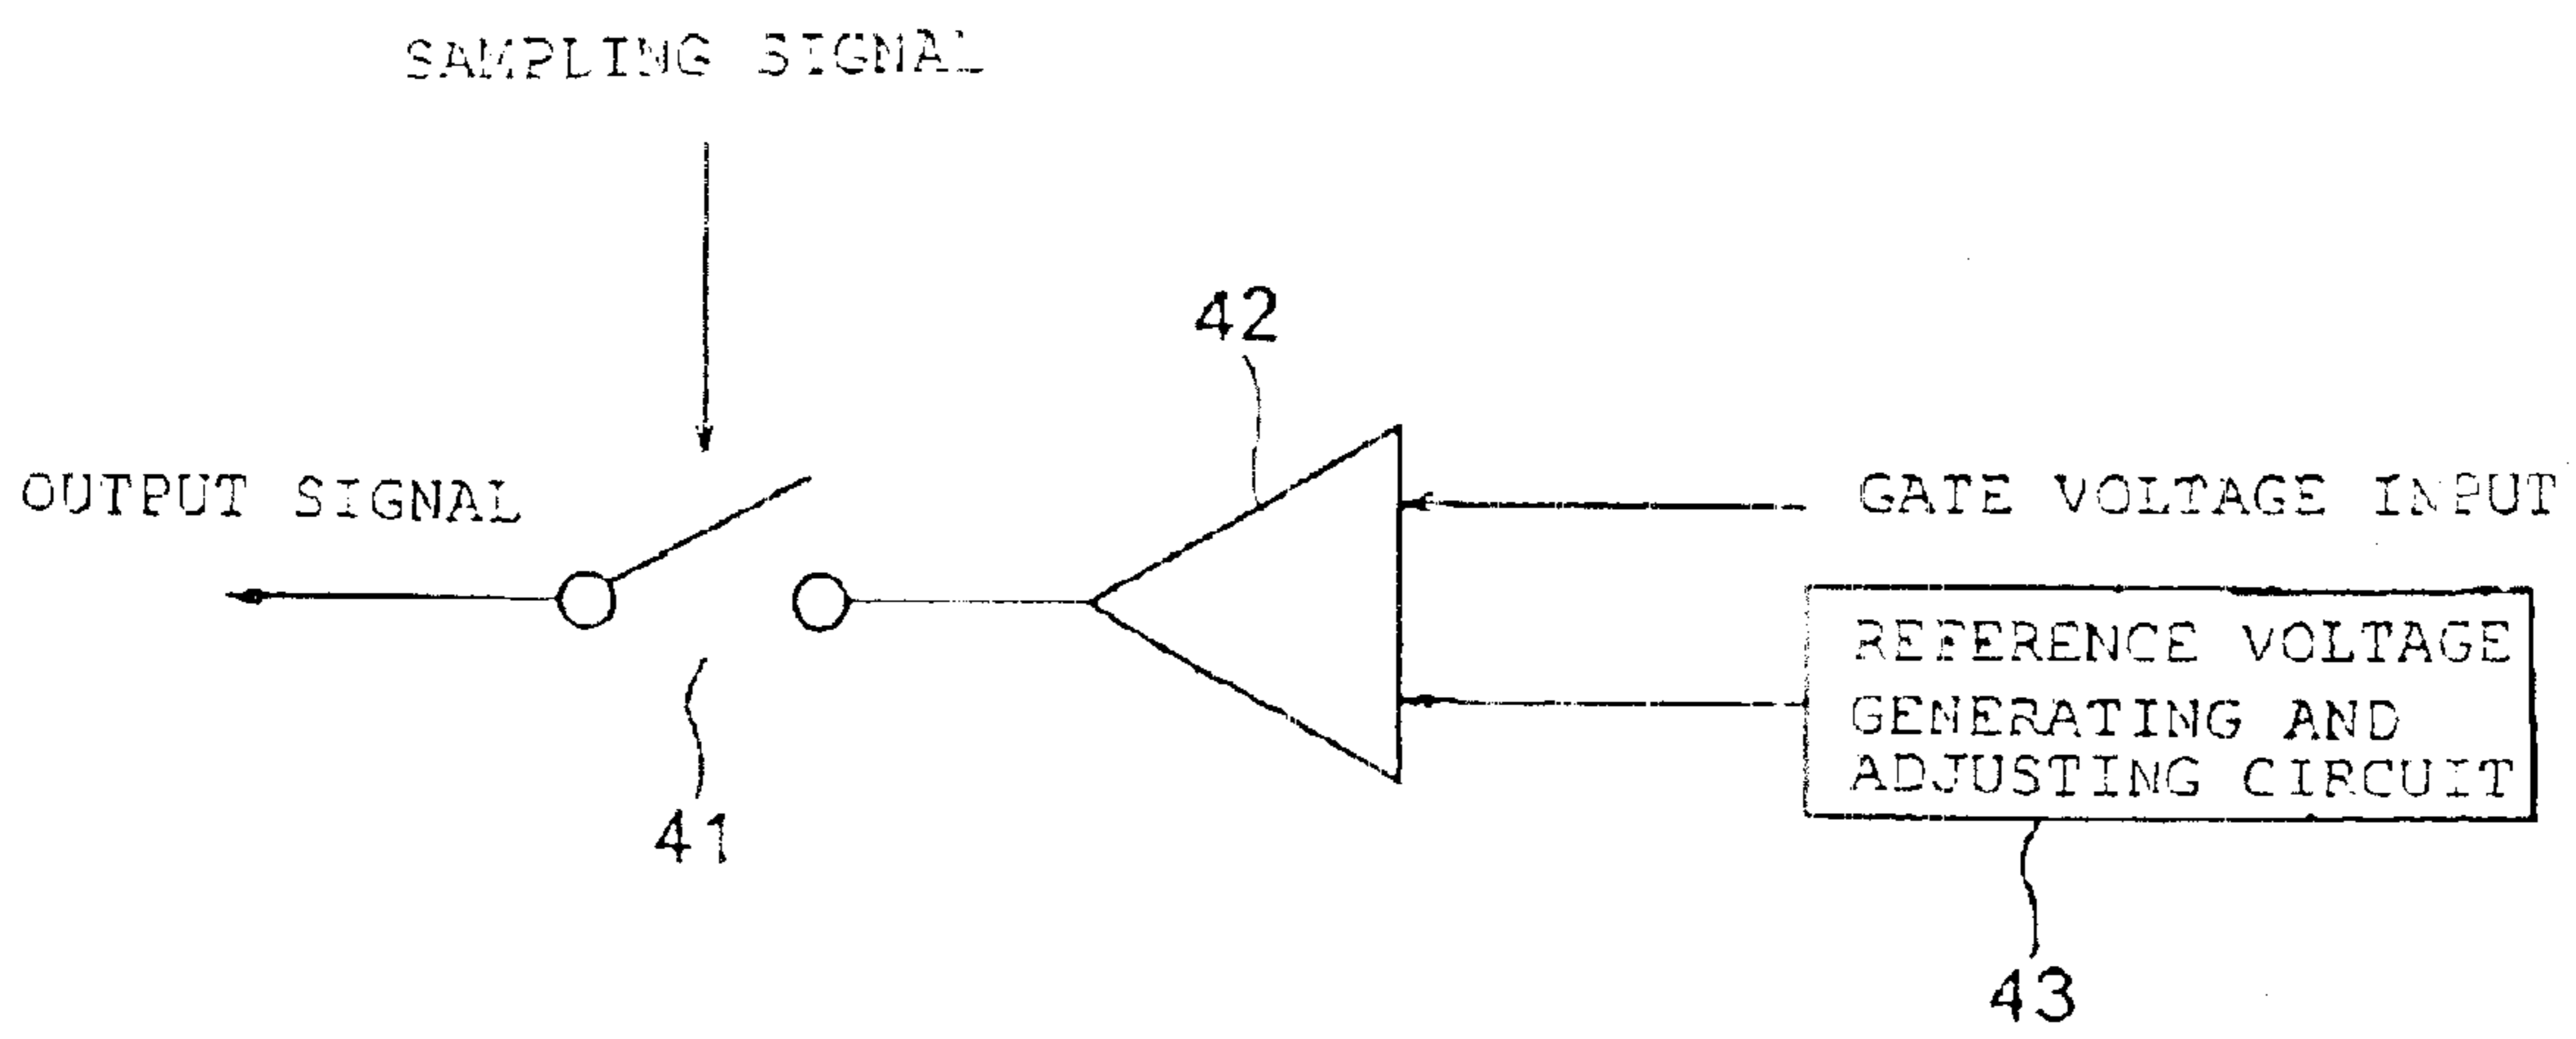 SAMPLING SIGNAL
42
OUTPUT SIGNAL
GATE VOLTAGE INPUT
REFERENCE VOLTAGE
GENERATING AND
ADJUSTING CIRCUIT
41
43